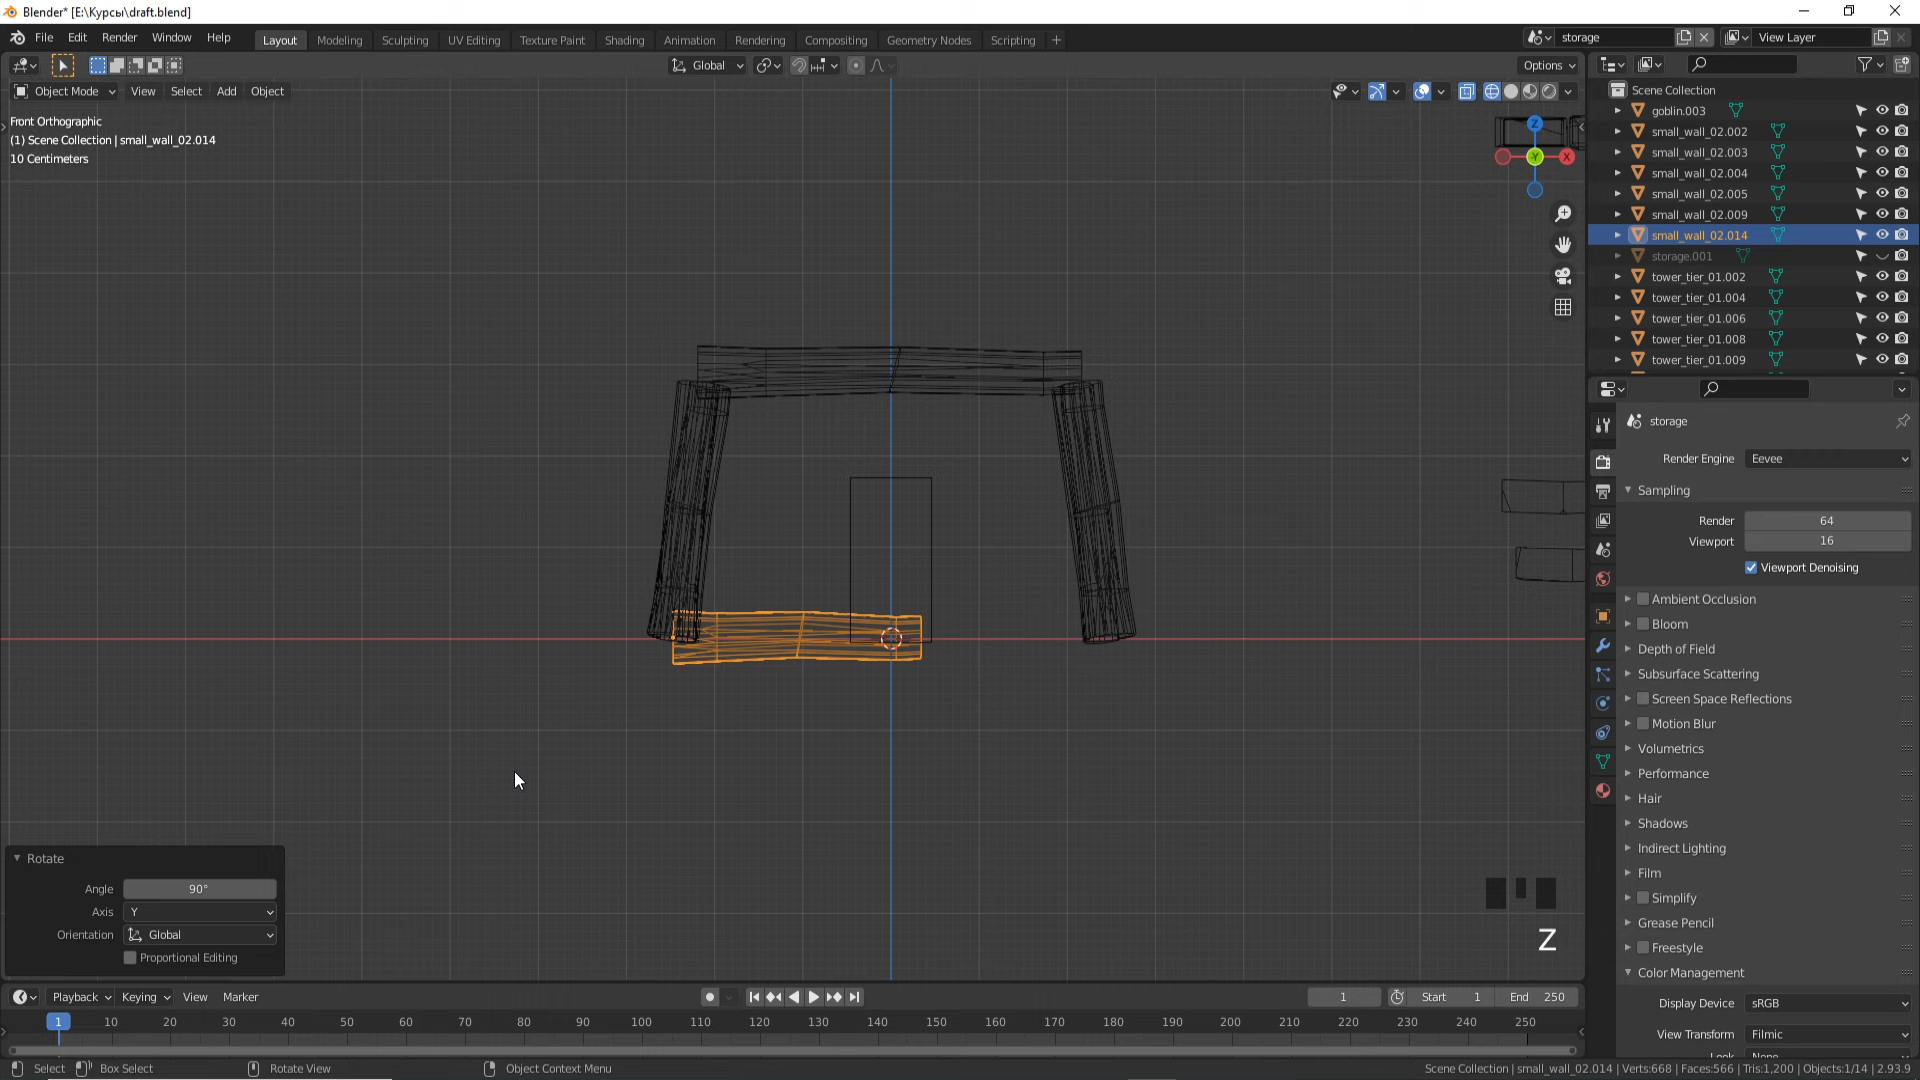 Blender* [E:\Курсы\draft.blend]
File Edit Render Window Help
Layout Modeling Sculpting UV Editing Texture Paint Shading Animation Rendering Compositing Geometry Nodes Scripting +
storage
View Layer
Global
Options
Object Mode View Select Add Object
Front Orthographic
(1) Scene Collection | small_wall_02.014
10 Centimeters
Z
Y
X
Scene Collection
goblin.003
small_wall_02.002
small_wall_02.003
small_wall_02.004
small_wall_02.005
small_wall_02.009
small_wall_02.014
storage.001
tower_tier_01.002
tower_tier_01.004
tower_tier_01.006
tower_tier_01.008
tower_tier_01.009
storage
Render Engine Eevee
Sampling
Render 64
Viewport 16
Viewport Denoising
Ambient Occlusion
Bloom
Depth of Field
Subsurface Scattering
Screen Space Reflections
Motion Blur
Volumetrics
Performance
Hair
Shadows
Indirect Lighting
Film
Simplify
Grease Pencil
Freestyle
Color Management
Display Device sRGB
View Transform Filmic
Look None
Rotate
Angle 90°
Axis Y
Orientation Global
Proportional Editing
Z
Playback Keying View Marker
1 Start 1 End 250
1 10 20 30 40 50 60 70 80 90 100 110 120 130 140 150 160 170 180 190 200 210 220 230 240 250
Select Box Select Rotate View Object Context Menu
Scene Collection | small_wall_02.014 | Verts:668 | Faces:566 | Tris:1,200 | Objects:1/14 | 2.93.9